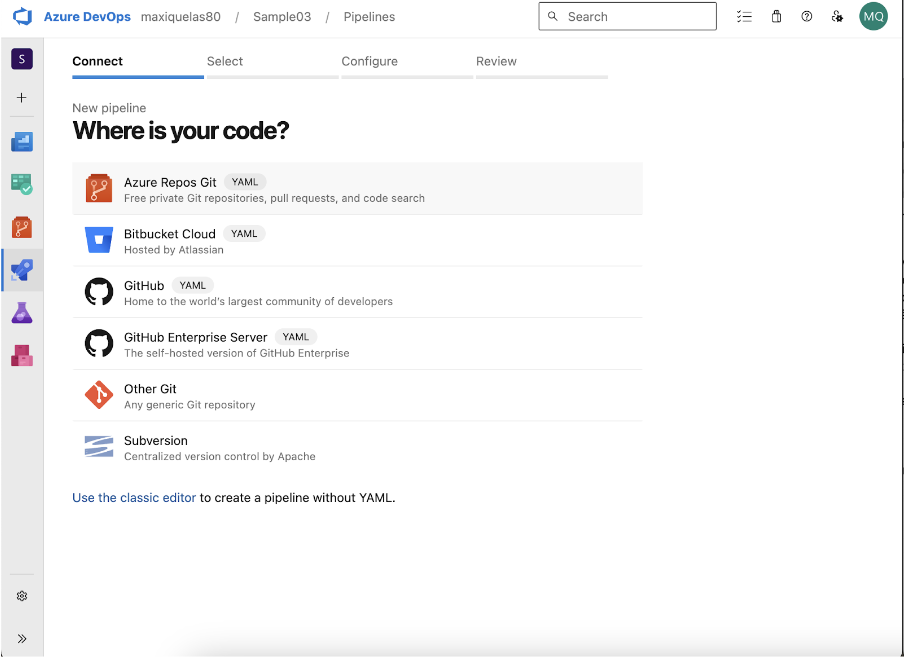 Azure DevOps maxiquelas80 / Sample03 / Pipelines Search MQ
S
Connect Select Configure Review
New pipeline
Where is your code?
Azure Repos Git YAML
Free private Git repositories, pull requests, and code search
Bitbucket Cloud YAML
Hosted by Atlassian
GitHub YAML
Home to the world's largest community of developers
GitHub Enterprise Server YAML
The self-hosted version of GitHub Enterprise
Other Git
Any generic Git repository
Subversion
Centralized version control by Apache
Use the classic editor to create a pipeline without YAML.